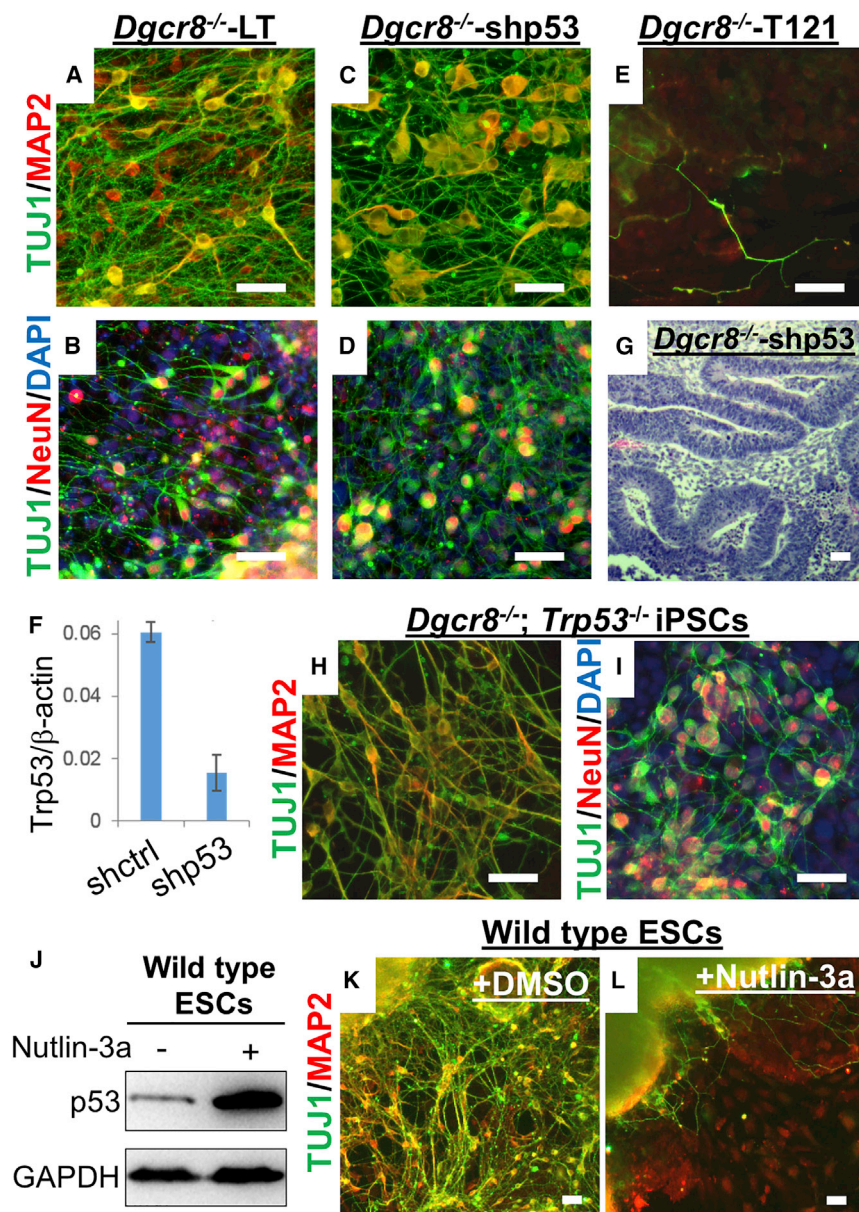 Dgcr8-/--LT
Dgcr8-/--shp53
Dgcr8-/--T121
A
C
E
TUJ1/MAP2
B
D
G
Dgcr8-/--shp53
TUJ1/NeuN/DAPI
F
0.06
0.04
0.02
0
Trp53/β-actin
shctrl
shp53
Dgcr8-/-; Trp53-/- iPSCs
H
I
TUJ1/MAP2
TUJ1/NeuN/DAPI
J
Wild type
ESCs
Nutlin-3a
- +
p53
GAPDH
Wild type ESCs
K
+DMSO
L
+Nutlin-3a
TUJ1/MAP2